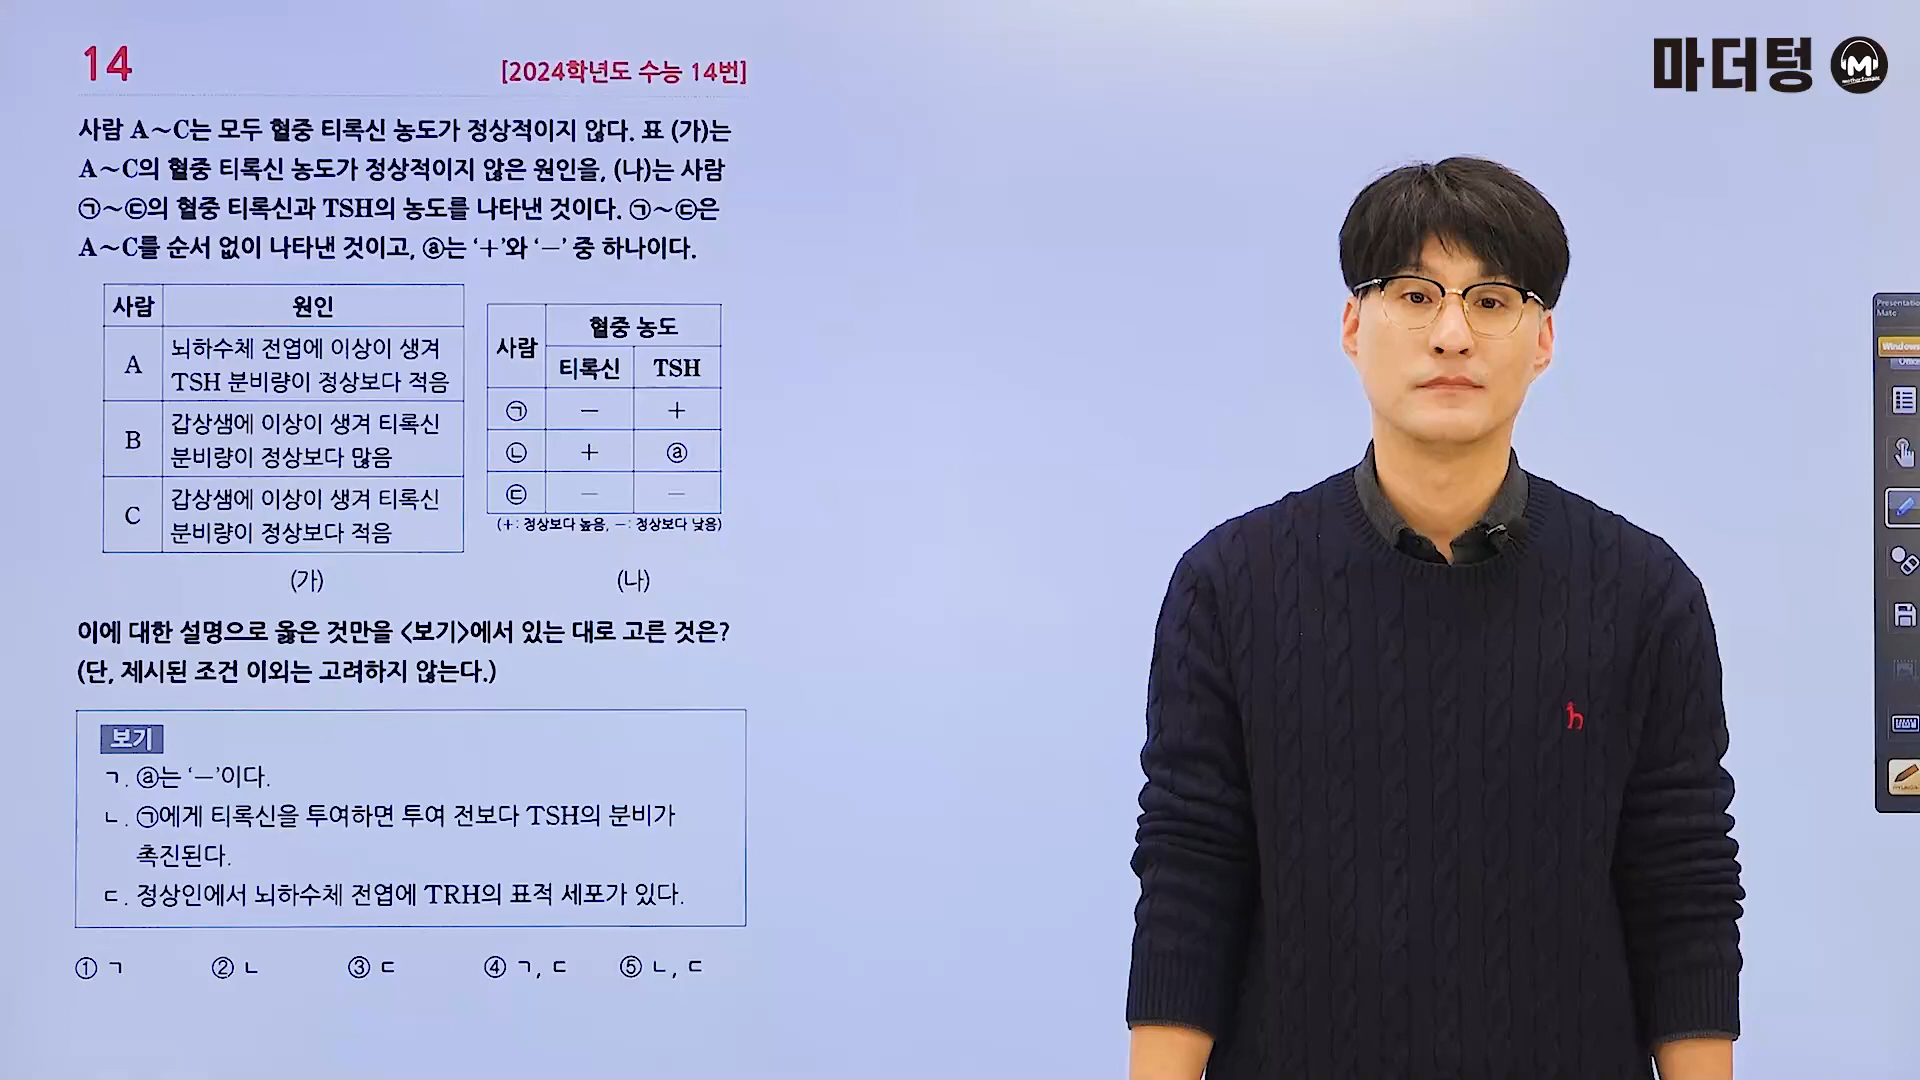 14
[2024학년도 수능 14번]
마더텅
사람 A~C는 모두 혈중 티록신 농도가 정상적이지 않다. 표 (가)는
A~C의 혈중 티록신 농도가 정상적이지 않은 원인을, (나)는 사람
㉠~㉢의 혈중 티록신과 TSH의 농도를 나타낸 것이다. ㉠~㉢은
A~C를 순서 없이 나타낸 것이고, ⓐ는 ‘+’와 ‘-’ 중 하나이다.
사람 원인
A 뇌하수체 전엽에 이상이 생겨
TSH 분비량이 정상보다 적음
B 갑상샘에 이상이 생겨 티록신
분비량이 정상보다 많음
C 갑상샘에 이상이 생겨 티록신
분비량이 정상보다 적음
(가)
사람 혈중 농도
티록신 TSH
㉠ - +
㉡ + ⓐ
㉢ - -
(+: 정상보다 높음, -: 정상보다 낮음)
(나)
이에 대한 설명으로 옳은 것만을 <보기>에서 있는 대로 고른 것은?
(단, 제시된 조건 이외는 고려하지 않는다.)
보기
ㄱ. ⓐ는 ‘-’이다.
ㄴ. ㉠에게 티록신을 투여하면 투여 전보다 TSH의 분비가
촉진된다.
ㄷ. 정상인에서 뇌하수체 전엽에 TRH의 표적 세포가 있다.
① ㄱ ② ㄴ ③ ㄷ ④ ㄱ, ㄷ ⑤ ㄴ, ㄷ
Presentatio
Mate
Windows